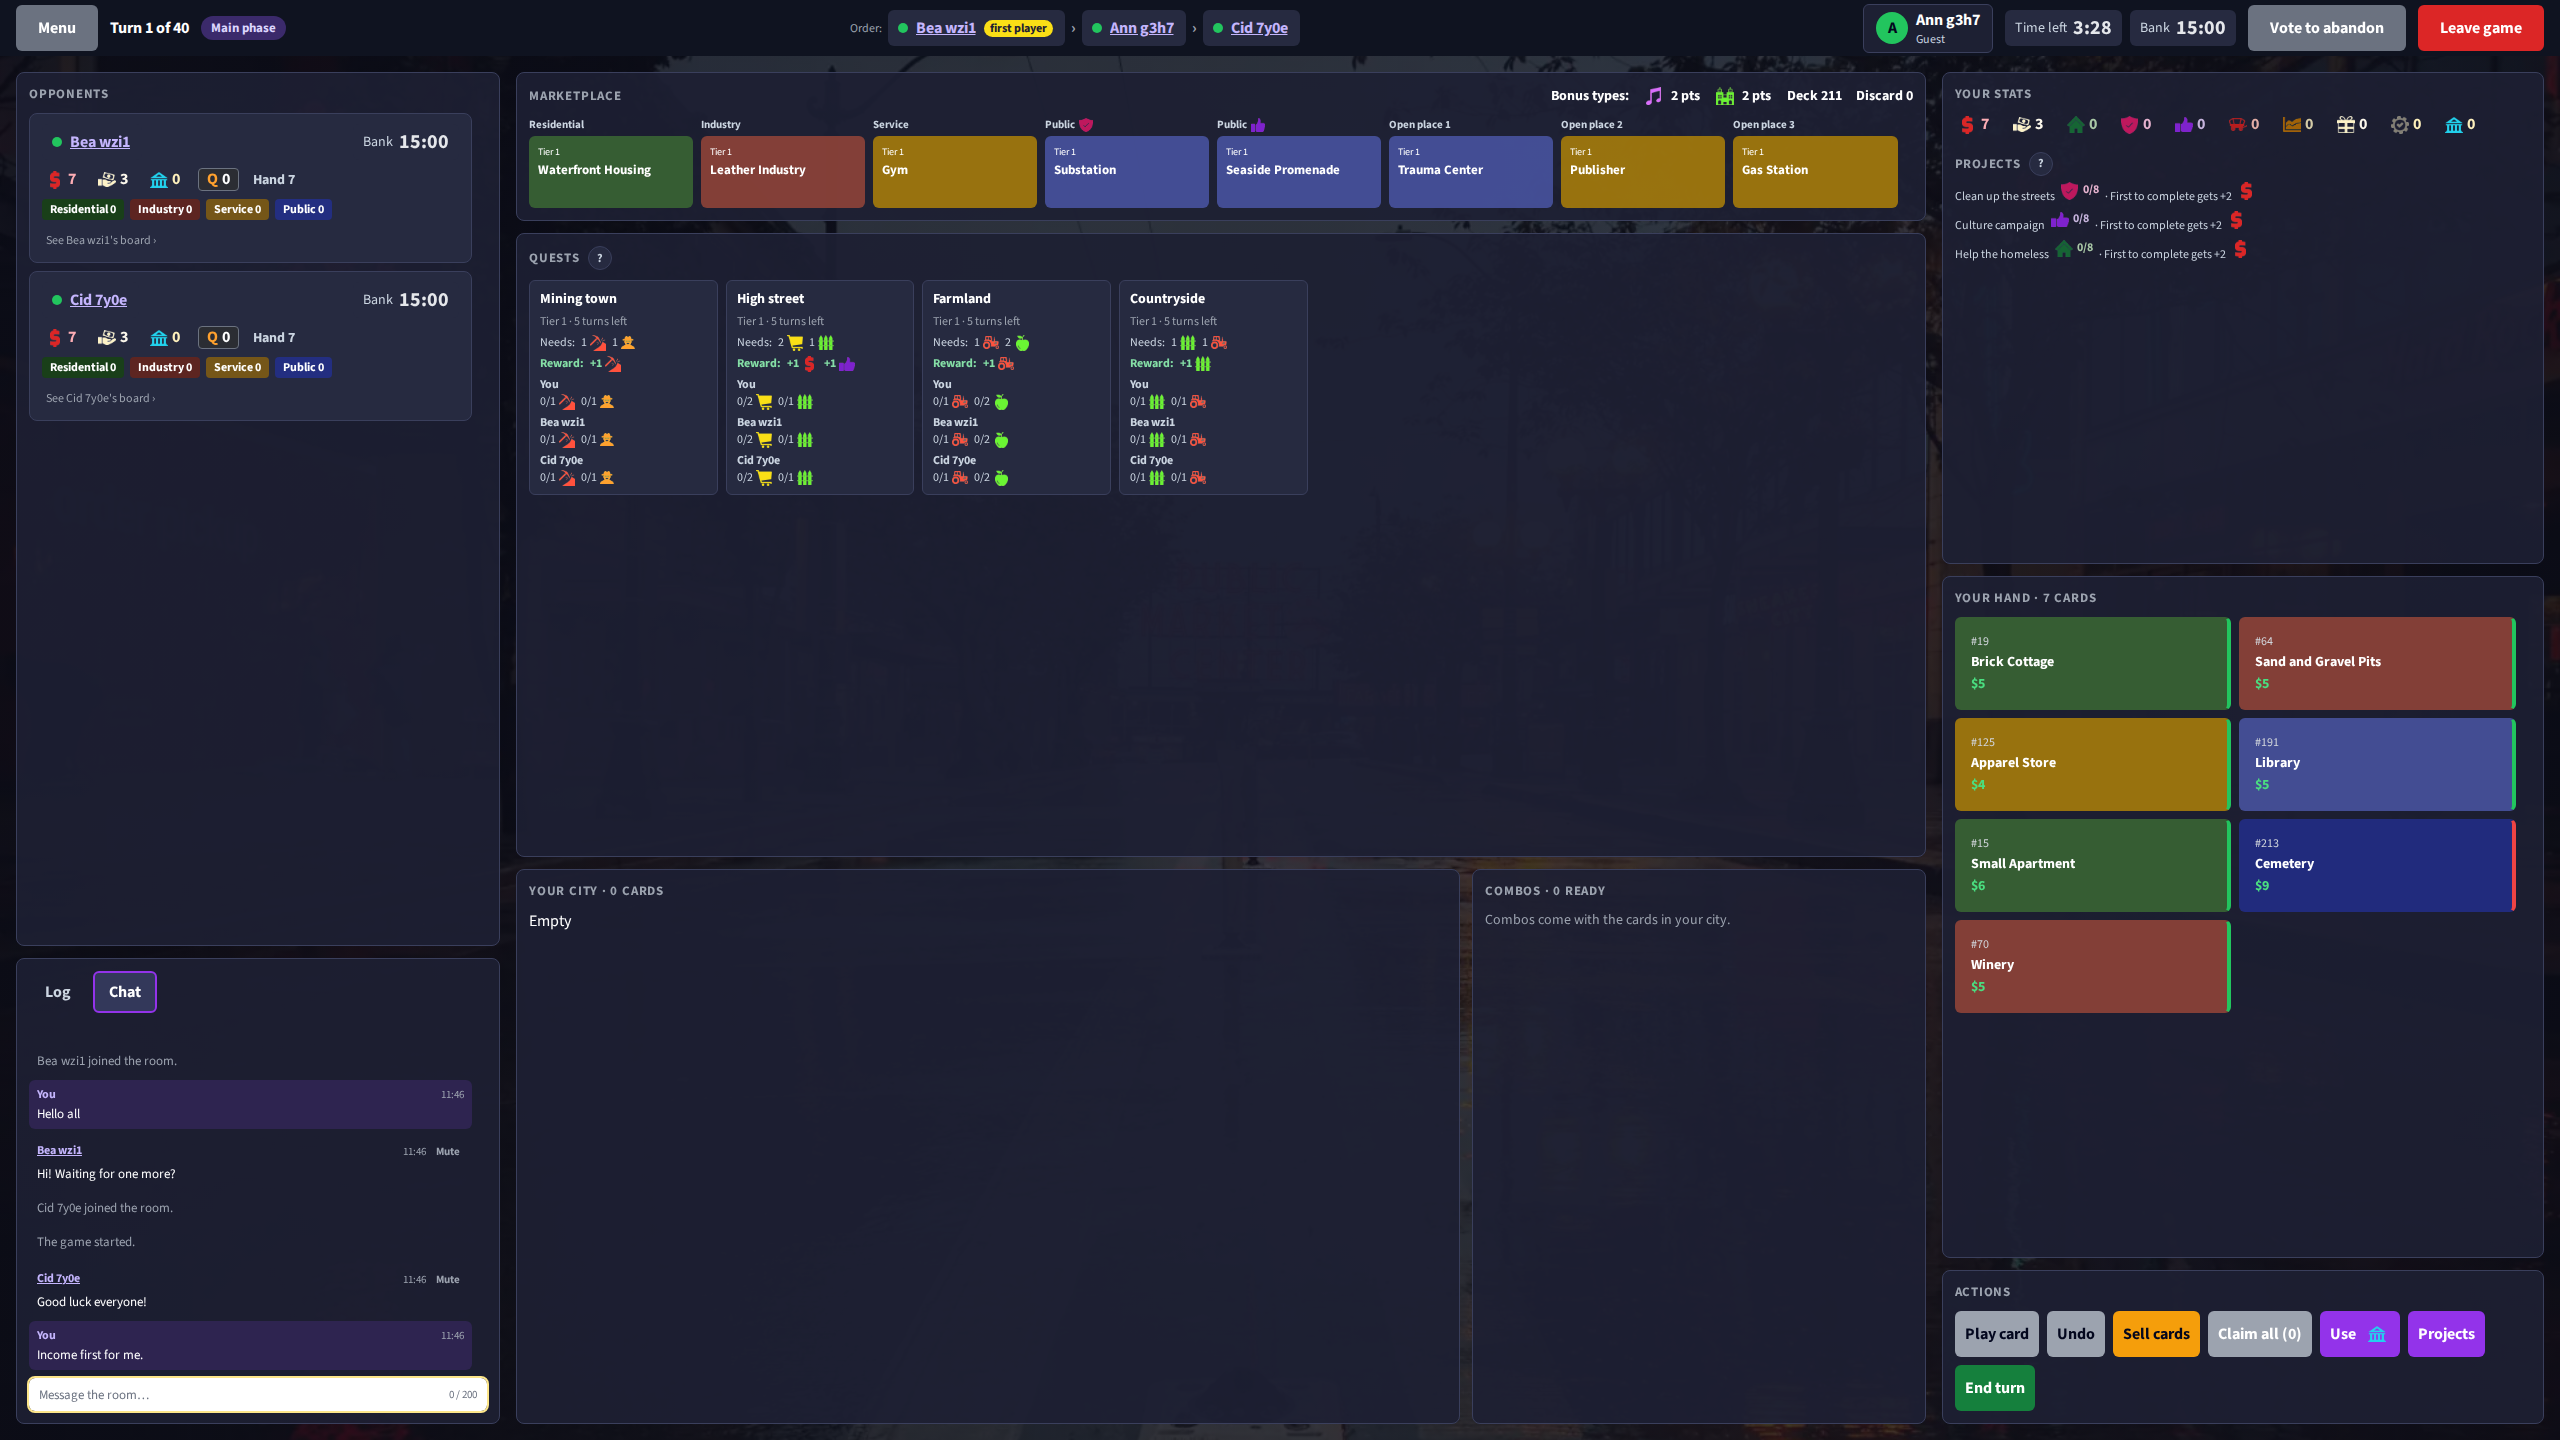 Menu
Turn 1 of 40
Main phase
Order:
Bea wzi1 first player
›
Ann g3h7
›
Cid 7y0e
A
Ann g3h7
Guest
Time left 3:28
Bank 15:00
Vote to abandon
Leave game
OPPONENTS
Bea wzi1
Bank 15:00
7 3 0 Q 0 Hand 7
Residential 0 Industry 0 Service 0 Public 0
See Bea wzi1's board ›
Cid 7y0e
Bank 15:00
7 3 0 Q 0 Hand 7
Residential 0 Industry 0 Service 0 Public 0
See Cid 7y0e's board ›
Log
Chat
Bea wzi1 joined the room.
You 11:46
Hello all
Bea wzi1 11:46 Mute
Hi! Waiting for one more?
Cid 7y0e joined the room.
The game started.
Cid 7y0e 11:46 Mute
Good luck everyone!
You 11:46
Income first for me.
Message the room… 0 / 200
MARKETPLACE
Bonus types: 2 pts 2 pts Deck 211 Discard 0
Residential
Tier 1
Waterfront Housing
Industry
Tier 1
Leather Industry
Service
Tier 1
Gym
Public
Tier 1
Substation
Public
Tier 1
Seaside Promenade
Open place 1
Tier 1
Trauma Center
Open place 2
Tier 1
Publisher
Open place 3
Tier 1
Gas Station
QUESTS ?
Mining town
Tier 1 · 5 turns left
Needs: 1 1
Reward: +1
You
0/1 0/1
Bea wzi1
0/1 0/1
Cid 7y0e
0/1 0/1
High street
Tier 1 · 5 turns left
Needs: 2 1
Reward: +1 $ +1
You
0/2 0/1
Bea wzi1
0/2 0/1
Cid 7y0e
0/2 0/1
Farmland
Tier 1 · 5 turns left
Needs: 1 2
Reward: +1
You
0/1 0/2
Bea wzi1
0/1 0/2
Cid 7y0e
0/1 0/2
Countryside
Tier 1 · 5 turns left
Needs: 1 1
Reward: +1
You
0/1 0/1
Bea wzi1
0/1 0/1
Cid 7y0e
0/1 0/1
YOUR CITY · 0 CARDS
Empty
COMBOS · 0 READY
Combos come with the cards in your city.
YOUR STATS
$ 7 3 0 0 0 0 0 0 0 0
PROJECTS ?
Clean up the streets 0/8 · First to complete gets +2 $
Culture campaign 0/8 · First to complete gets +2 $
Help the homeless 0/8 · First to complete gets +2 $
YOUR HAND · 7 CARDS
#19
Brick Cottage
$5
#64
Sand and Gravel Pits
$5
#125
Apparel Store
$4
#191
Library
$5
#15
Small Apartment
$6
#213
Cemetery
$9
#70
Winery
$5
ACTIONS
Play card
Undo
Sell cards
Claim all (0)
Use
Projects
End turn